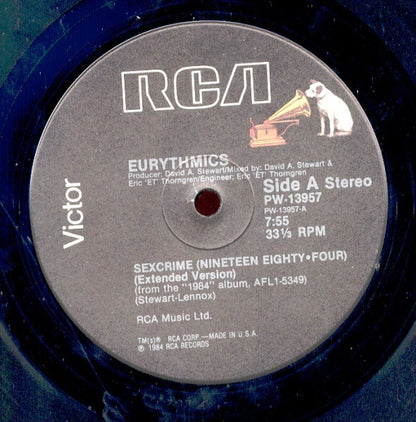 RCA
Victor
EURYTHMICS
Producer: David A. Stewart/Mixed by: David A. Stewart &
Eric "ET" Thorngren/Engineer: Eric "ET" Thorngren
Side A Stereo
PW-13957
PW-13957-A
7:55
33⅓ RPM
SEXCRIME (NINETEEN EIGHTY•FOUR)
(Extended Version)
(from the "1984" album, AFL1-5349)
(Stewart-Lennox)
RCA Music Ltd.
TM(s)® RCA CORP.—MADE IN U.S.A.
℗ 1984 RCA RECORDS